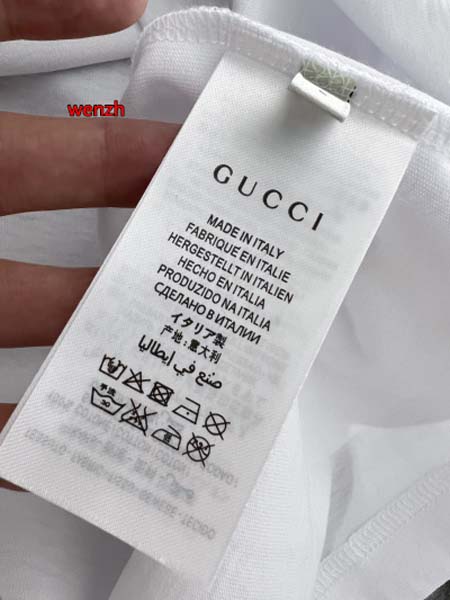 wenzh
GUCCI
MADE IN ITALY
FABRIQUÉ EN ITALIE
HERGESTELLT IN ITALIEN
HECHO EN ITALIA
PRODUZIDO NA ITALIA
СДЕЛАНО В ИТАЛИИ
イタリア製
产地:意大利
صنع في إيطاليا